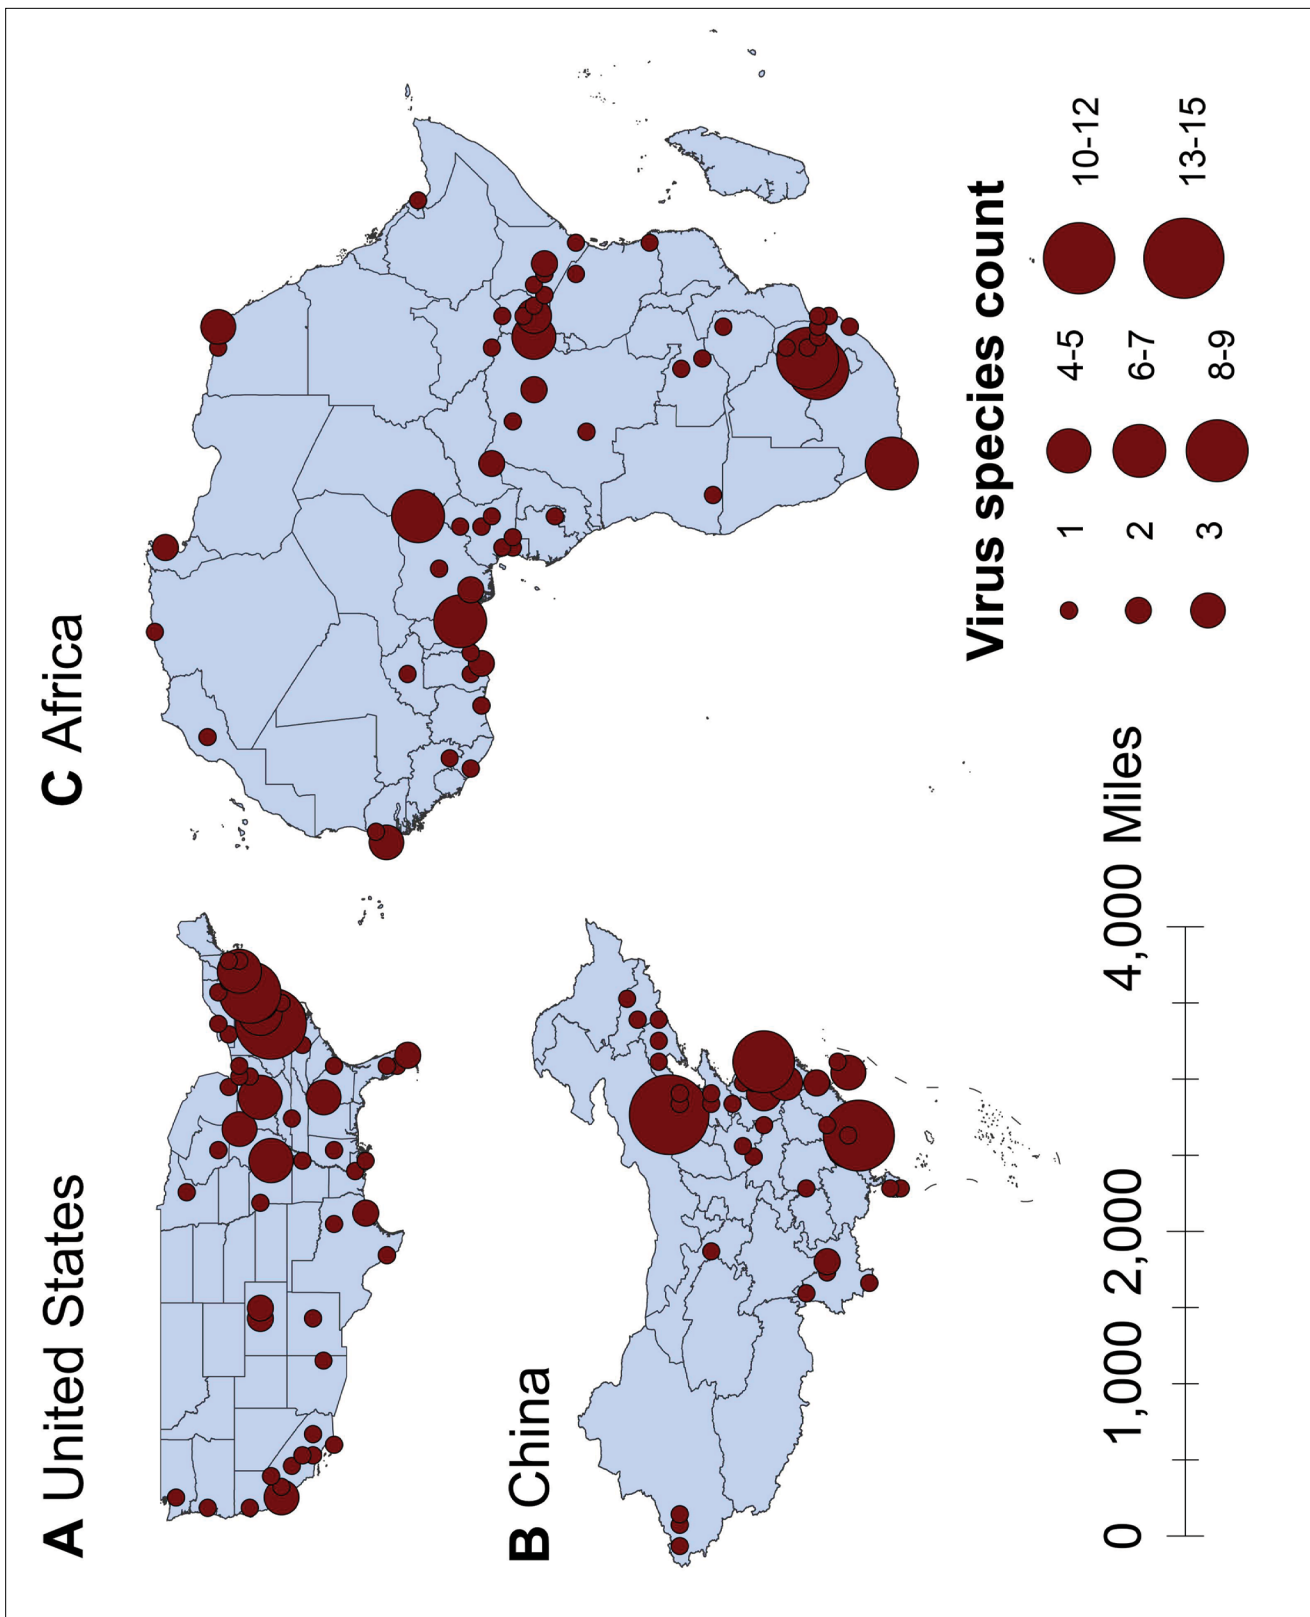 A United States
B China
C Africa
Virus species count
1
2
3
4-5
6-7
8-9
10-12
13-15
0 1,000 2,000 4,000 Miles